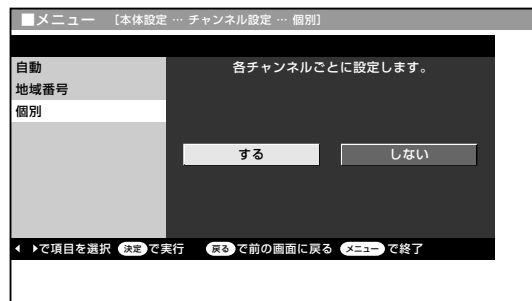 ■メニュー [本体設定 … チャンネル設定 … 個別]
自動
地域番号
個別
各チャンネルごとに設定します。
する
しない
で項目を選択 決定 で実行 戻る で前の画面に戻る メニュー で終了